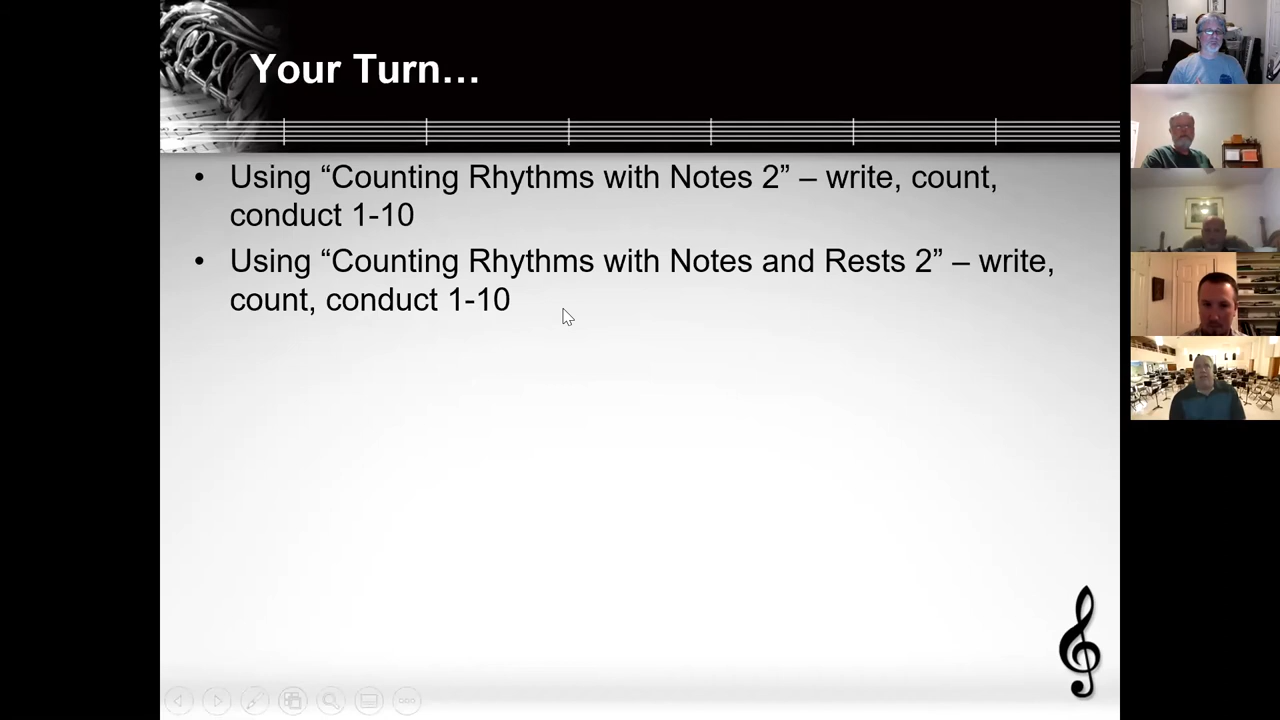 Your Turn…
• Using “Counting Rhythms with Notes 2” – write, count,
conduct 1-10
• Using “Counting Rhythms with Notes and Rests 2” – write,
count, conduct 1-10